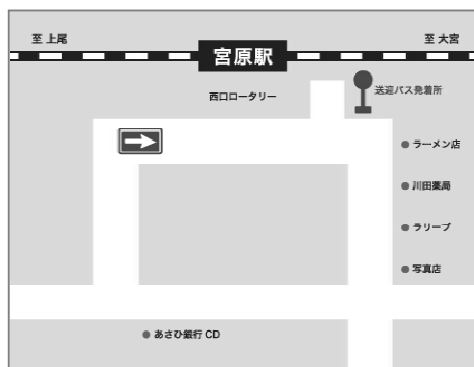 至 上尾
宮原駅
至 大宮
西口ロータリー
送迎バス発着所
ラーメン店
川田薬局
ラリーブ
写真店
あさひ銀行 CD